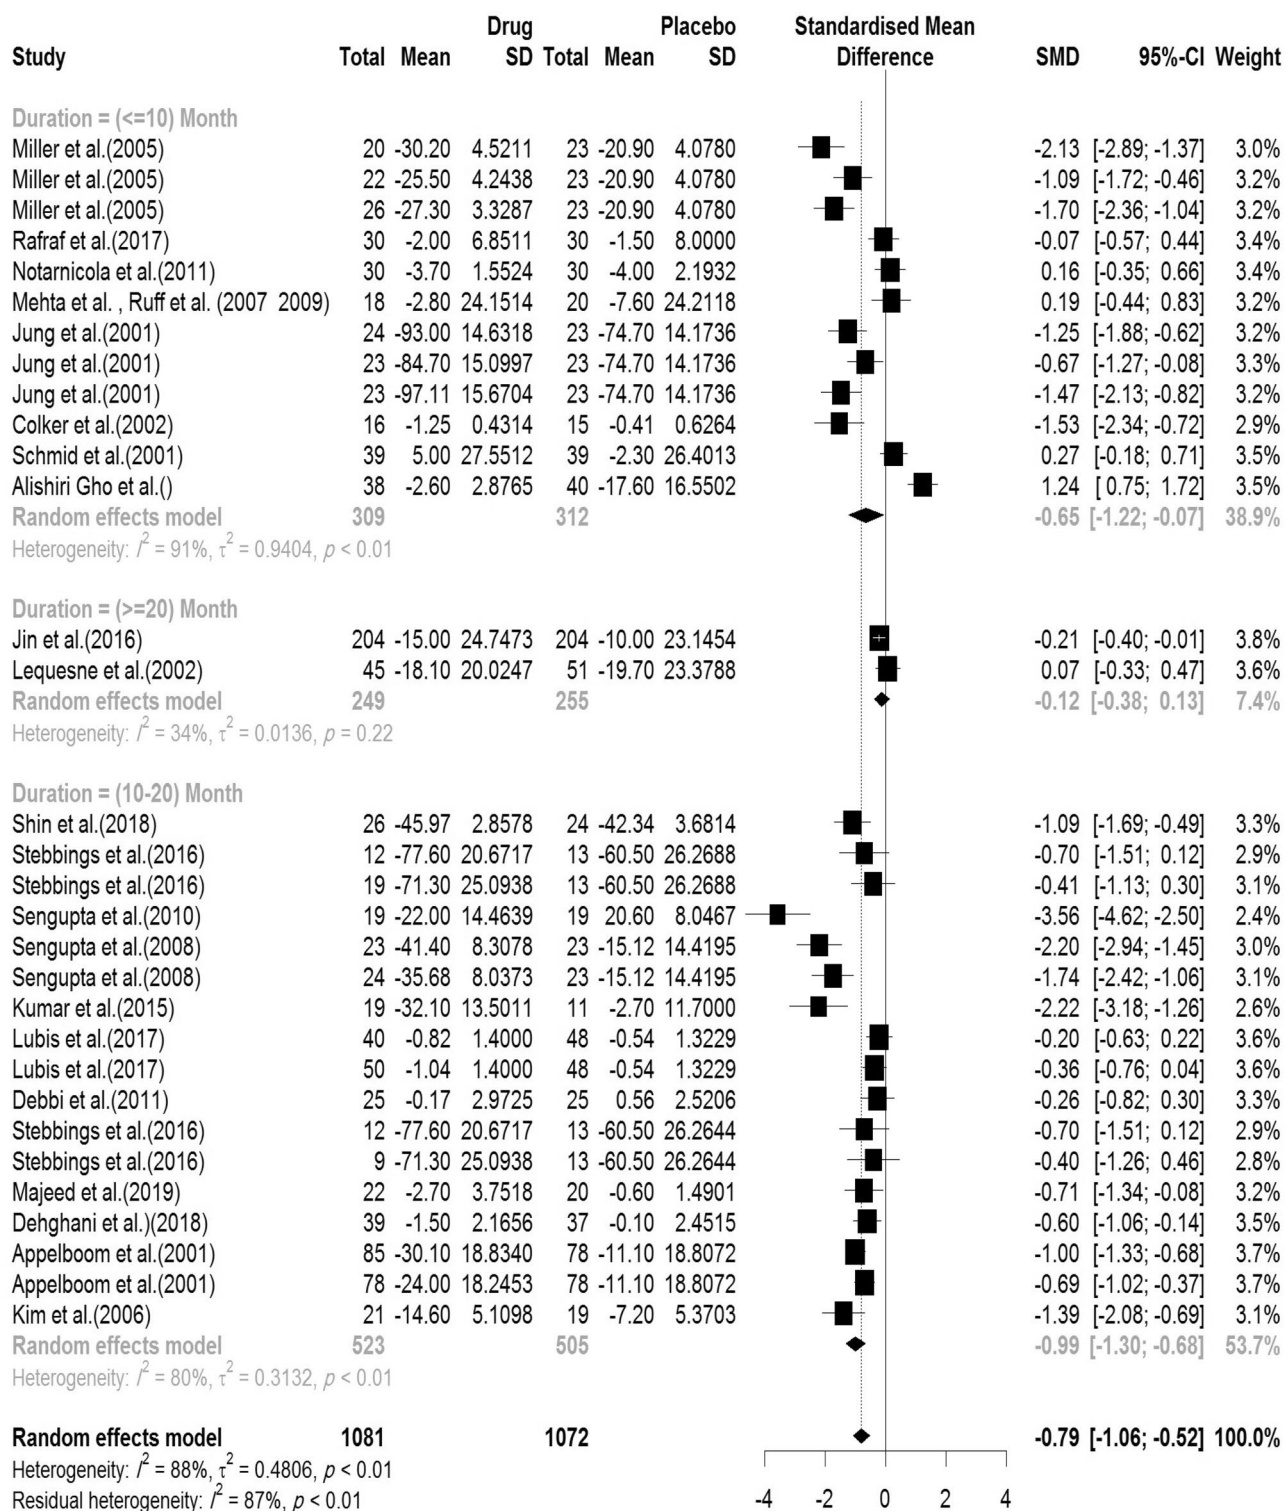 Drug Placebo Standardised Mean
Study Total Mean SD Total Mean SD Difference SMD 95%-CI Weight
Duration = (<=10) Month
Miller et al.(2005) 20 -30.20 4.5211 23 -20.90 4.0780 -2.13 [-2.89; -1.37] 3.0%
Miller et al.(2005) 22 -25.50 4.2438 23 -20.90 4.0780 -1.09 [-1.72; -0.46] 3.2%
Miller et al.(2005) 26 -27.30 3.3287 23 -20.90 4.0780 -1.70 [-2.36; -1.04] 3.2%
Rafraf et al.(2017) 30 -2.00 6.8511 30 -1.50 8.0000 -0.07 [-0.57; 0.44] 3.4%
Notarnicola et al.(2011) 30 -3.70 1.5524 30 -4.00 2.1932 0.16 [-0.35; 0.66] 3.4%
Mehta et al. , Ruff et al. (2007 2009) 18 -2.80 24.1514 20 -7.60 24.2118 0.19 [-0.44; 0.83] 3.2%
Jung et al.(2001) 24 -93.00 14.6318 23 -74.70 14.1736 -1.25 [-1.88; -0.62] 3.2%
Jung et al.(2001) 23 -84.70 15.0997 23 -74.70 14.1736 -0.67 [-1.27; -0.08] 3.3%
Jung et al.(2001) 23 -97.11 15.6704 23 -74.70 14.1736 -1.47 [-2.13; -0.82] 3.2%
Colker et al.(2002) 16 -1.25 0.4314 15 -0.41 0.6264 -1.53 [-2.34; -0.72] 2.9%
Schmid et al.(2001) 39 5.00 27.5512 39 -2.30 26.4013 0.27 [-0.18; 0.71] 3.5%
Alishiri Gho et al.() 38 -2.60 2.8765 40 -17.60 16.5502 1.24 [ 0.75; 1.72] 3.5%
Random effects model 309 312 -0.65 [-1.22; -0.07] 38.9%
Heterogeneity: I² = 91%, τ² = 0.9404, p < 0.01
Duration = (>=20) Month
Jin et al.(2016) 204 -15.00 24.7473 204 -10.00 23.1454 -0.21 [-0.40; -0.01] 3.8%
Lequesne et al.(2002) 45 -18.10 20.0247 51 -19.70 23.3788 0.07 [-0.33; 0.47] 3.6%
Random effects model 249 255 -0.12 [-0.38; 0.13] 7.4%
Heterogeneity: I² = 34%, τ² = 0.0136, p = 0.22
Duration = (10-20) Month
Shin et al.(2018) 26 -45.97 2.8578 24 -42.34 3.6814 -1.09 [-1.69; -0.49] 3.3%
Stebbings et al.(2016) 12 -77.60 20.6717 13 -60.50 26.2688 -0.70 [-1.51; 0.12] 2.9%
Stebbings et al.(2016) 19 -71.30 25.0938 13 -60.50 26.2688 -0.41 [-1.13; 0.30] 3.1%
Sengupta et al.(2010) 19 -22.00 14.4639 19 20.60 8.0467 -3.56 [-4.62; -2.50] 2.4%
Sengupta et al.(2008) 23 -41.40 8.3078 23 -15.12 14.4195 -2.20 [-2.94; -1.45] 3.0%
Sengupta et al.(2008) 24 -35.68 8.0373 23 -15.12 14.4195 -1.74 [-2.42; -1.06] 3.1%
Kumar et al.(2015) 19 -32.10 13.5011 11 -2.70 11.7000 -2.22 [-3.18; -1.26] 2.6%
Lubis et al.(2017) 40 -0.82 1.4000 48 -0.54 1.3229 -0.20 [-0.63; 0.22] 3.6%
Lubis et al.(2017) 50 -1.04 1.4000 48 -0.54 1.3229 -0.36 [-0.76; 0.04] 3.6%
Debbi et al.(2011) 25 -0.17 2.9725 25 0.56 2.5206 -0.26 [-0.82; 0.30] 3.3%
Stebbings et al.(2016) 12 -77.60 20.6717 13 -60.50 26.2644 -0.70 [-1.51; 0.12] 2.9%
Stebbings et al.(2016) 9 -71.30 25.0938 13 -60.50 26.2644 -0.40 [-1.26; 0.46] 2.8%
Majeed et al.(2019) 22 -2.70 3.7518 20 -0.60 1.4901 -0.71 [-1.34; -0.08] 3.2%
Dehghani et al.)(2018) 39 -1.50 2.1656 37 -0.10 2.4515 -0.60 [-1.06; -0.14] 3.5%
Appelboom et al.(2001) 85 -30.10 18.8340 78 -11.10 18.8072 -1.00 [-1.33; -0.68] 3.7%
Appelboom et al.(2001) 78 -24.00 18.2453 78 -11.10 18.8072 -0.69 [-1.02; -0.37] 3.7%
Kim et al.(2006) 21 -14.60 5.1098 19 -7.20 5.3703 -1.39 [-2.08; -0.69] 3.1%
Random effects model 523 505 -0.99 [-1.30; -0.68] 53.7%
Heterogeneity: I² = 80%, τ² = 0.3132, p < 0.01
Random effects model 1081 1072 -0.79 [-1.06; -0.52] 100.0%
Heterogeneity: I² = 88%, τ² = 0.4806, p < 0.01
Residual heterogeneity: I² = 87%, p < 0.01
-4 -2 0 2 4